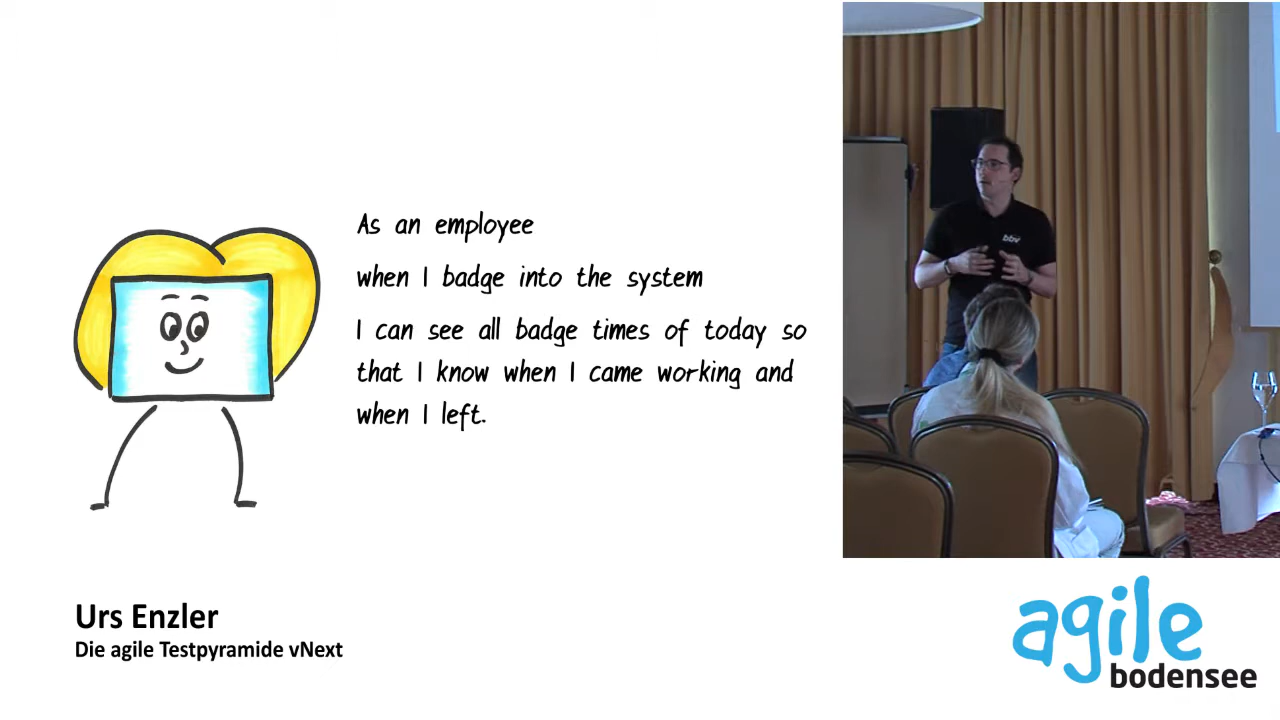 As an employee
when I badge into the system
I can see all badge times of today so
that I know when I came working and
when I left.
bbv
Urs Enzler
Die agile Testpyramide vNext
agile
bodensee